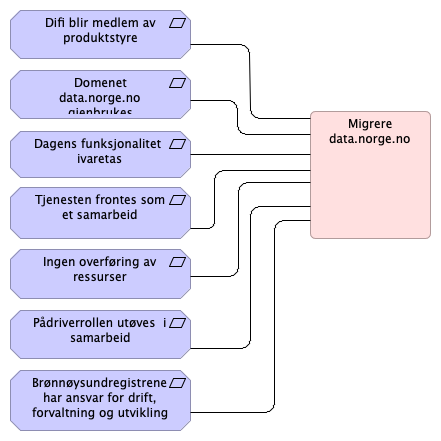 Difi blir medlem av
produktstyre
Domenet
data.norge.no
gjenbrukes
Dagens funksjonalitet
ivaretas
Tjenesten frontes som
et samarbeid
Ingen overføring av
ressurser
Pådriverrollen utøves  i
samarbeid
Brønnøysundregistrene
har ansvar for drift,
forvaltning og utvikling
Migrere
data.norge.no